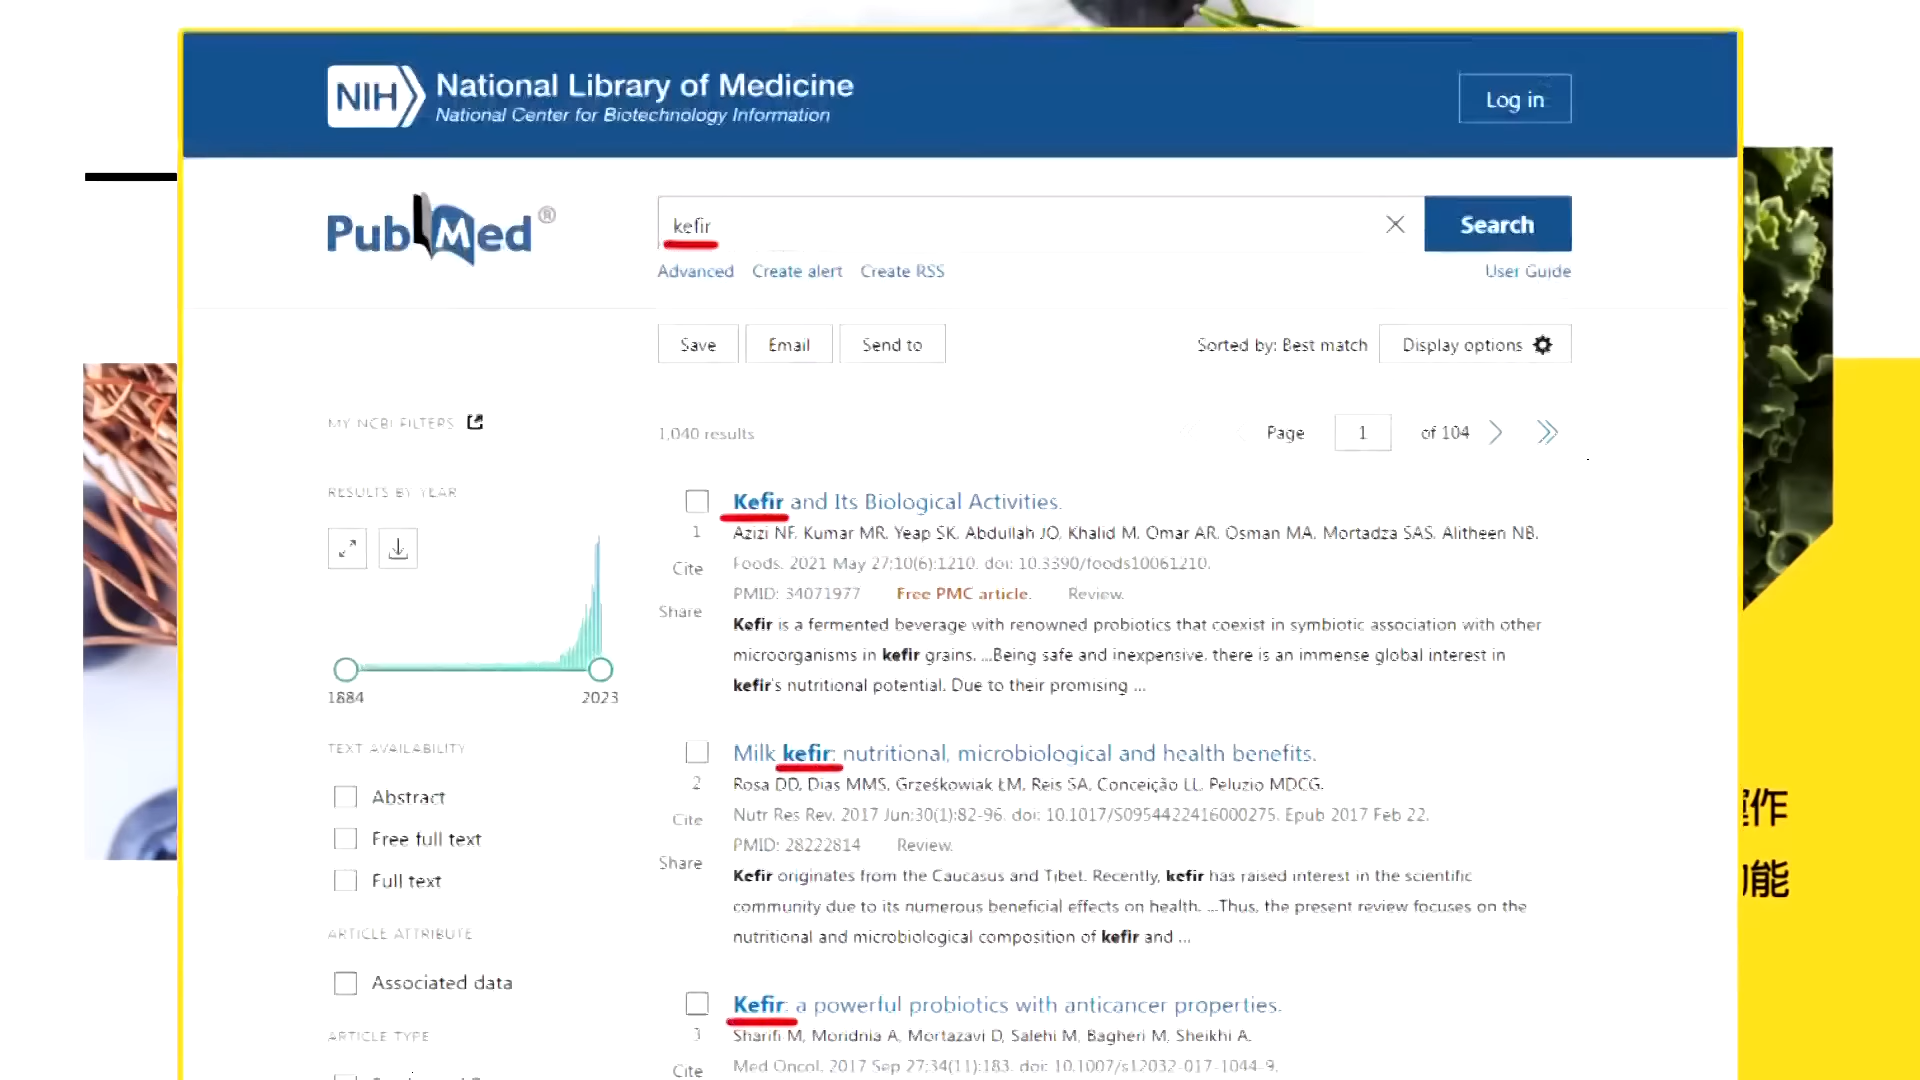 NIH National Library of Medicine
National Center for Biotechnology Information
Log in
PubMed®
kefir
Search
Advanced Create alert Create RSS
User Guide
Save Email Send to
Sorted by: Best match Display options
MY NCBI FILTERS
1,040 results
Page 1 of 104
RESULTS BY YEAR
1884 2023
TEXT AVAILABILITY
Abstract
Free full text
Full text
ARTICLE ATTRIBUTE
Associated data
ARTICLE TYPE
Kefir and Its Biological Activities.
1
Azizi NF, Kumar MR, Yeap SK, Abdullah JO, Khalid M, Omar AR, Osman MA, Mortadza SAS, Alitheen NB.
Cite
Foods. 2021 May 27;10(6):1210. doi: 10.3390/foods10061210.
PMID: 34071977 Free PMC article. Review.
Share
Kefir is a fermented beverage with renowned probiotics that coexist in symbiotic association with other
microorganisms in kefir grains. ...Being safe and inexpensive, there is an immense global interest in
kefir's nutritional potential. Due to their promising ...
Milk kefir: nutritional, microbiological and health benefits.
2
Rosa DD, Dias MMS, Grześkowiak ŁM, Reis SA, Conceição LL, Peluzio MDCG.
Cite
Nutr Res Rev. 2017 Jun;30(1):82-96. doi: 10.1017/S0954422416000275. Epub 2017 Feb 22.
PMID: 28222814 Review.
Share
Kefir originates from the Caucasus and Tibet. Recently, kefir has raised interest in the scientific
community due to its numerous beneficial effects on health. ...Thus, the present review focuses on the
nutritional and microbiological composition of kefir and ...
Kefir: a powerful probiotics with anticancer properties.
3
Sharifi M, Moridnia A, Mortazavi D, Salehi M, Bagheri M, Sheikhi A.
Cite
Med Oncol. 2017 Sep 27;34(11):183. doi: 10.1007/s12032-017-1044-9.
作
能